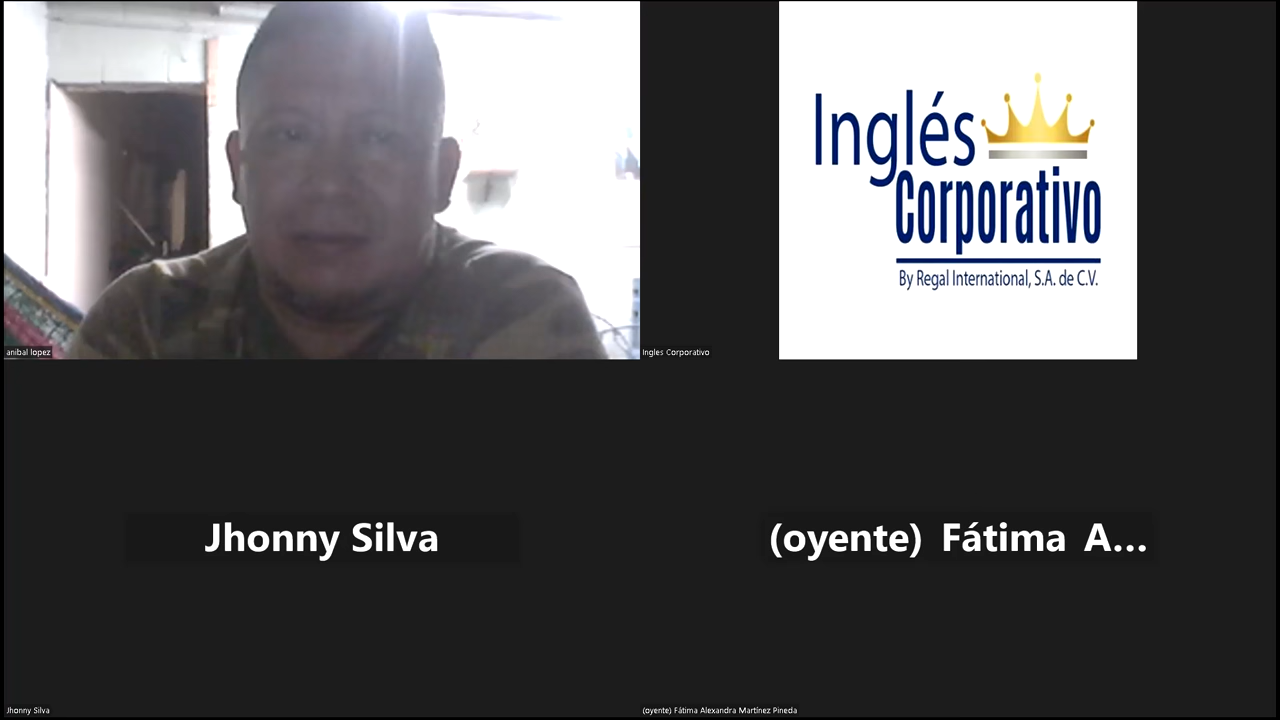 Inglés
Corporativo
By Regal International, S.A. de C.V.
anibal lopez
Ingles Corporativo
Jhonny Silva
(oyente) Fátima A...
Jhonny Silva
(oyente) Fátima Alexandra Martínez Pineda